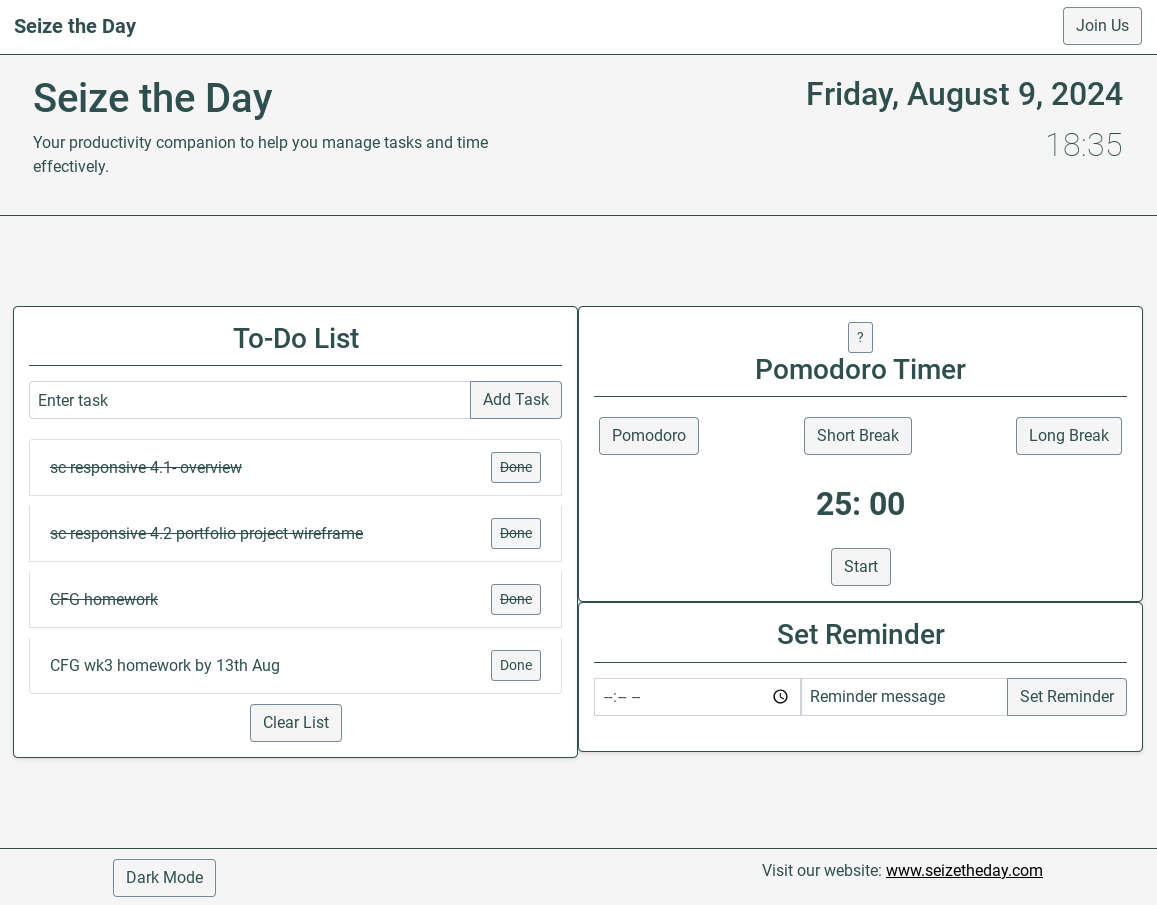 Seize the Day
Join Us
Seize the Day
Your productivity companion to help you manage tasks and time
effectively.
Friday, August 9, 2024
18:35
To-Do List
Enter task
Add Task
sc responsive 4.1- overview
Done
sc responsive 4.2 portfolio project wireframe
Done
CFG homework
Done
CFG wk3 homework by 13th Aug
Done
Clear List
?
Pomodoro Timer
Pomodoro
Short Break
Long Break
25: 00
Start
Set Reminder
--:-- --
Reminder message
Set Reminder
Dark Mode
Visit our website: www.seizetheday.com